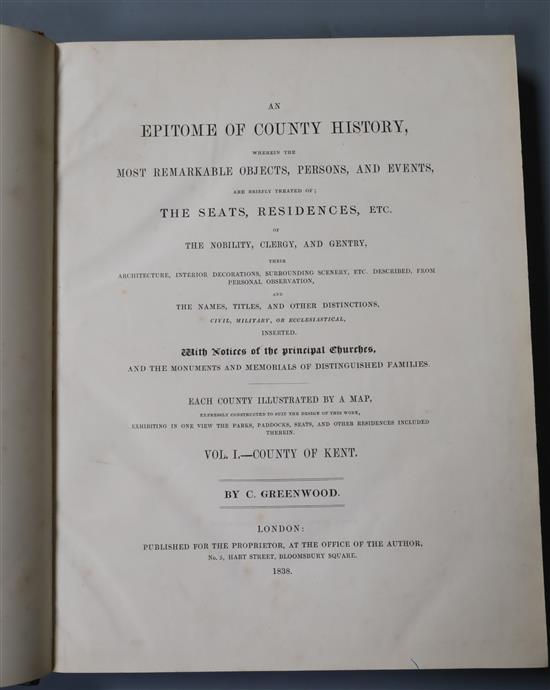 AN
EPITOME OF COUNTY HISTORY,
WHEREIN THE
MOST REMARKABLE OBJECTS, PERSONS, AND EVENTS,
ARE BRIEFLY TREATED OF;
THE SEATS, RESIDENCES, ETC.
OF
THE NOBILITY, CLERGY, AND GENTRY,
THEIR
ARCHITECTURE, INTERIOR DECORATIONS, SURROUNDING SCENERY, ETC. DESCRIBED, FROM
PERSONAL OBSERVATION,
AND
THE NAMES, TITLES, AND OTHER DISTINCTIONS,
CIVIL, MILITARY, OR ECCLESIASTICAL,
INSERTED.
With Notices of the principal Churches,
AND THE MONUMENTS AND MEMORIALS OF DISTINGUISHED FAMILIES.
EACH COUNTY ILLUSTRATED BY A MAP,
EXPRESSLY CONSTRUCTED TO SUIT THE DESIGN OF THIS WORK,
EXHIBITING IN ONE VIEW THE PARKS, PADDOCKS, SEATS, AND OTHER RESIDENCES INCLUDED
THEREIN.
VOL. I.—COUNTY OF KENT.
BY C. GREENWOOD.
LONDON:
PUBLISHED FOR THE PROPRIETOR, AT THE OFFICE OF THE AUTHOR,
No. 5, HART STREET, BLOOMSBURY SQUARE.
1838.